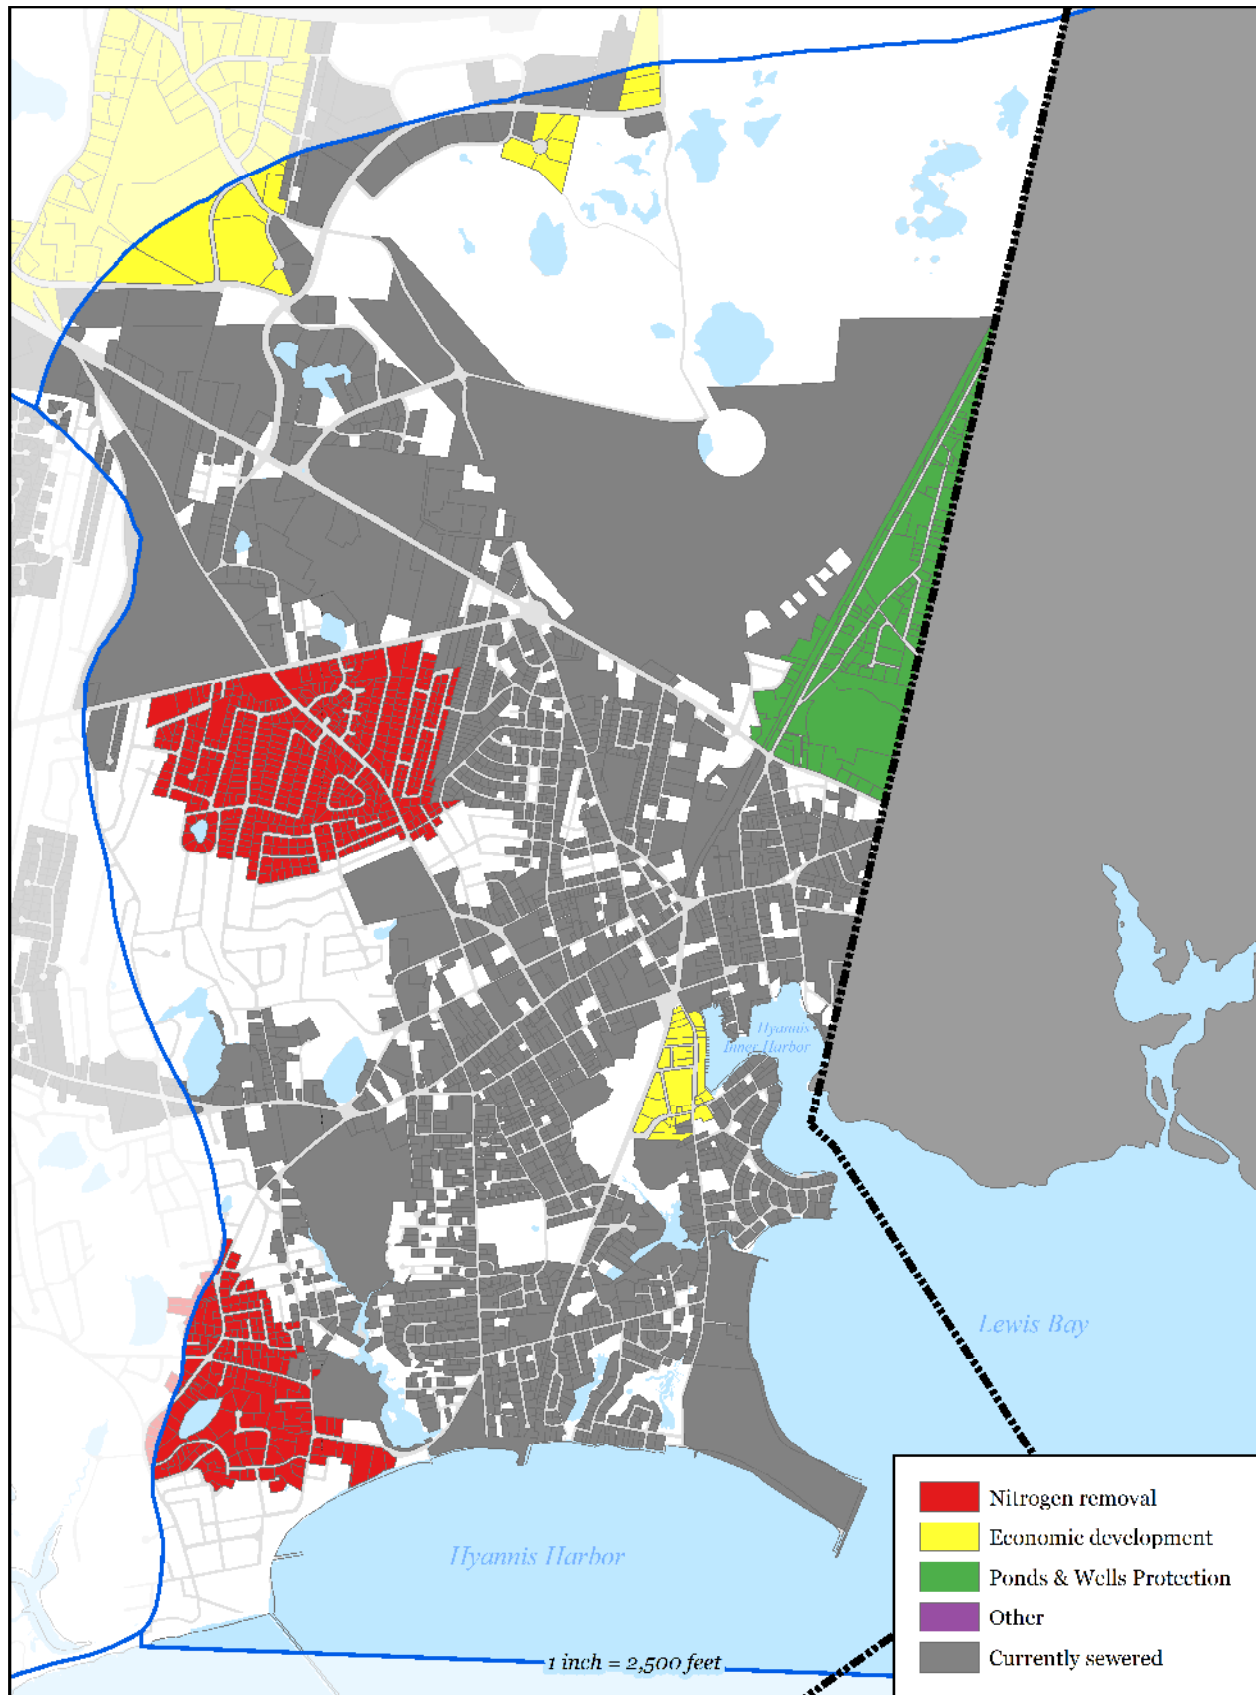 Hyannis
Inner Harbor
Lewis Bay
Hyannis Harbor
1 inch = 2,500 feet
Nitrogen removal
Economic development
Ponds & Wells Protection
Other
Currently sewered